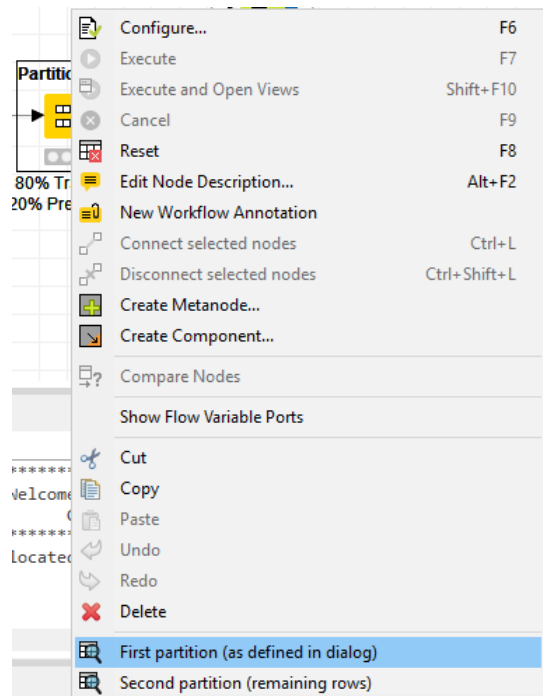 Configure... F6
Execute F7
Execute and Open Views Shift+F10
Cancel F9
Reset F8
80% Tr
Edit Node Description... Alt+F2
20% Pre
New Workflow Annotation
Connect selected nodes Ctrl+L
Disconnect selected nodes Ctrl+Shift+L
Create Metanode...
Create Component...
Compare Nodes
Show Flow Variable Ports
Cut
*******
Welcome
Copy
Paste
*******
Undo
located
Redo
Delete
First partition (as defined in dialog)
Second partition (remaining rows)